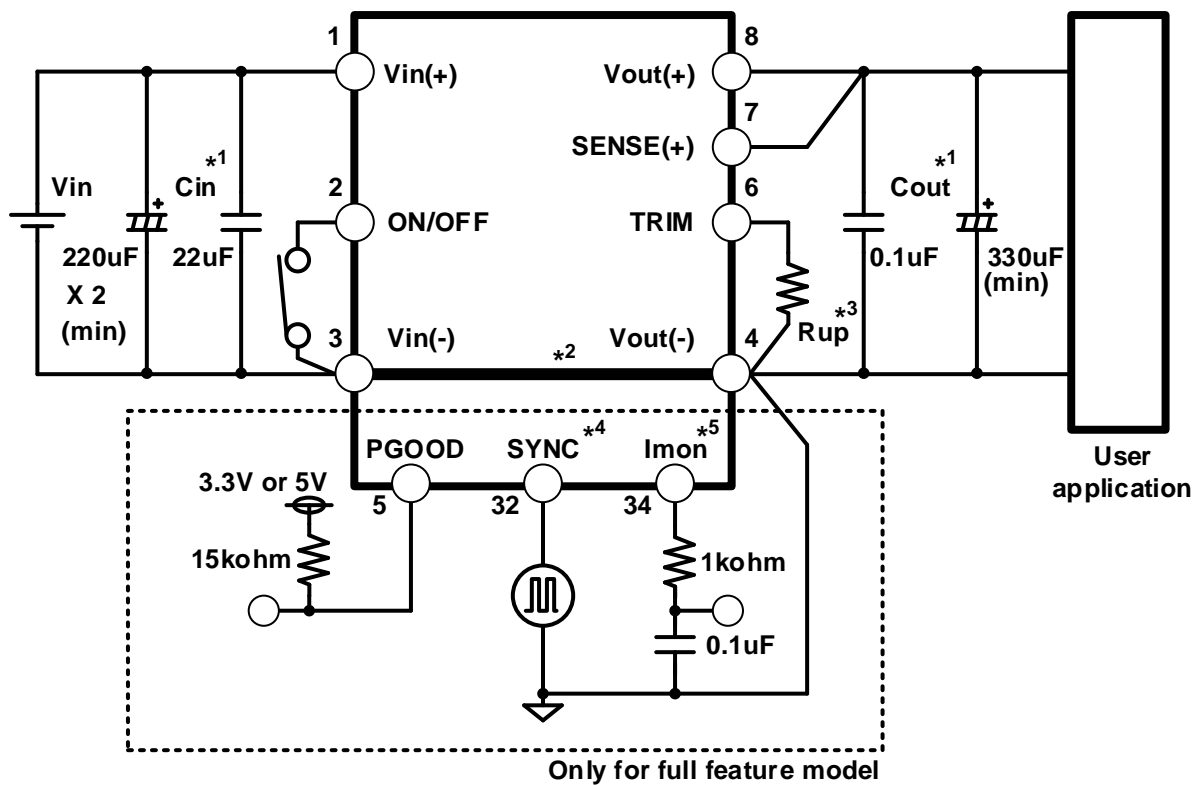 1
8
Vin(+)
Vout(+)
7
SENSE(+)
Vin
Cin *1
2
6
Cout *1
ON/OFF
TRIM
220uF
X 2
(min)
22uF
0.1uF
330uF
(min)
3
Vin(-)
*2
Vout(-)
4
Rup *3
PGOOD
SYNC *4
Imon *5
User
application
3.3V or 5V
5
32
34
15kohm
1kohm
0.1uF
Only for full feature model